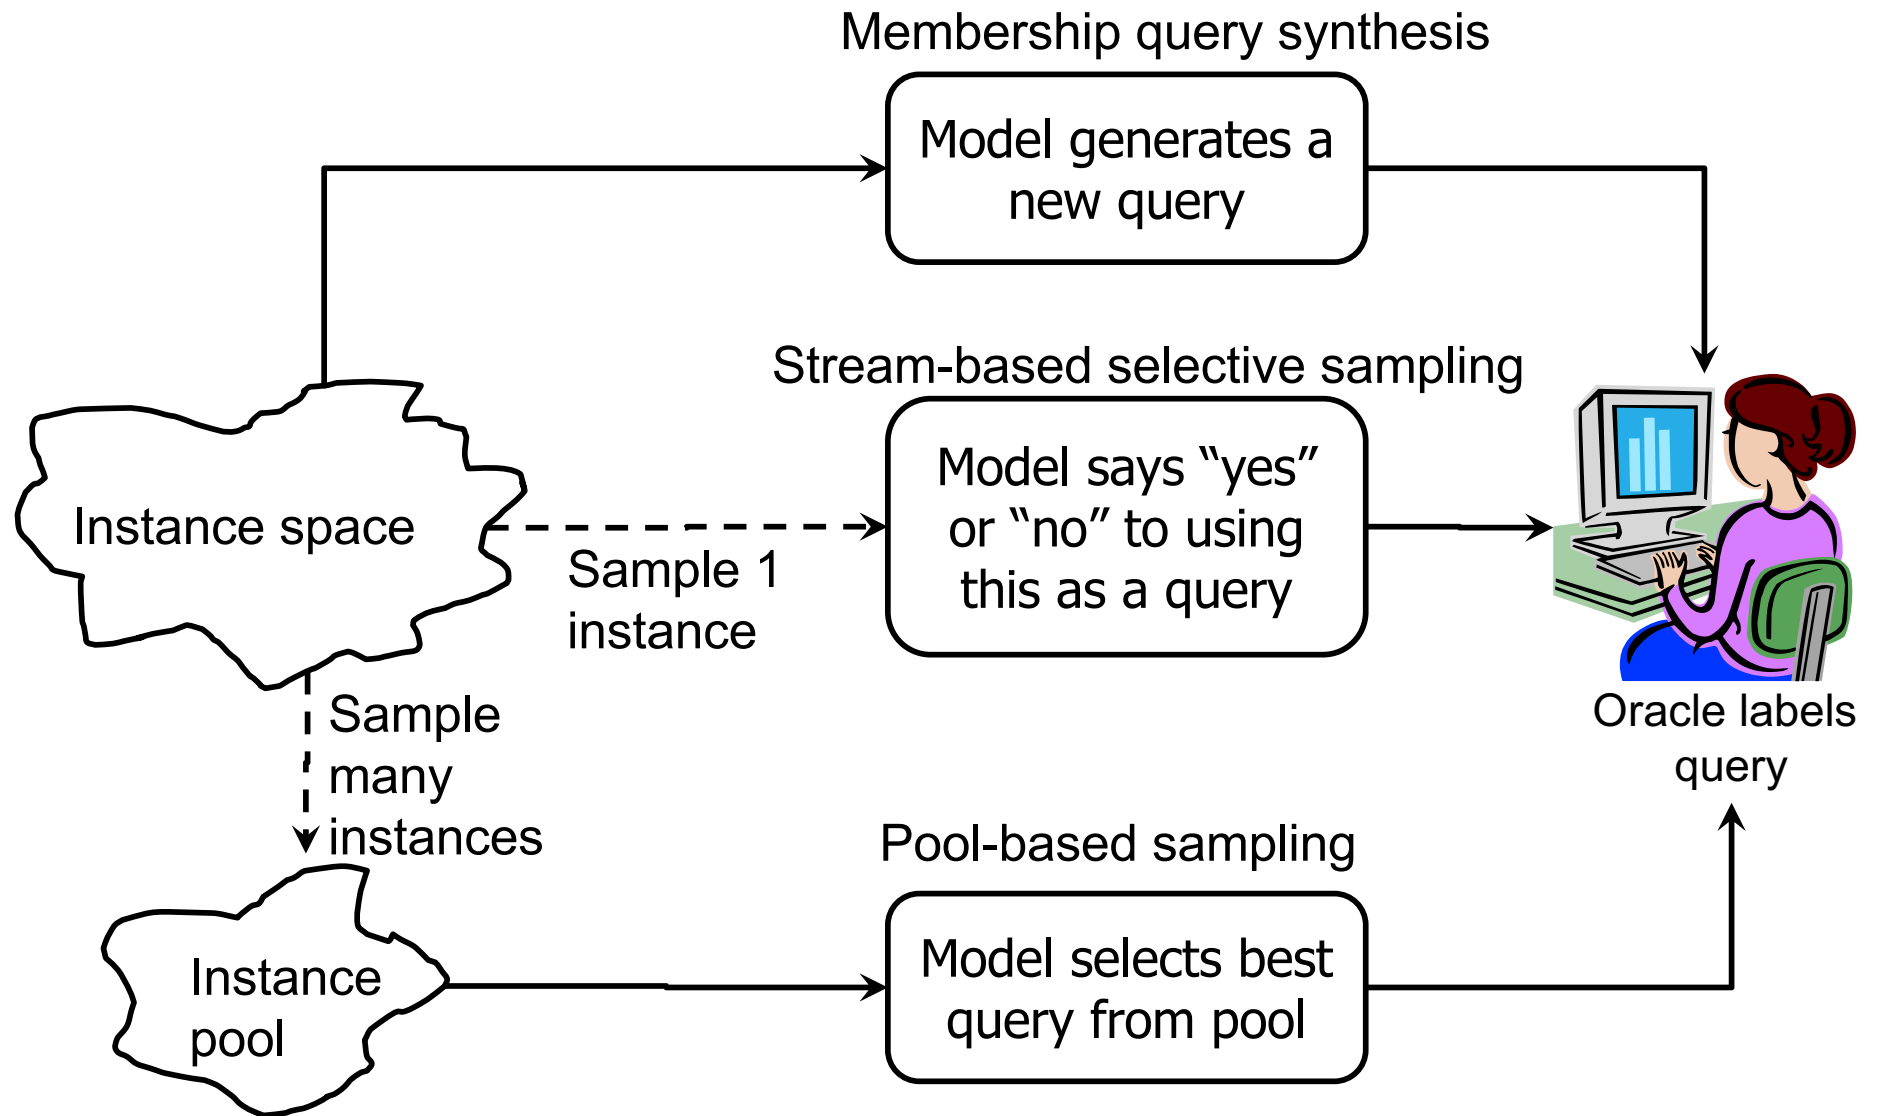 Membership query synthesis
Model generates a
new query
Stream-based selective sampling
Model says “yes”
or “no” to using
this as a query
Instance space
Sample 1
instance
Sample
many
instances
Oracle labels
query
Pool-based sampling
Model selects best
query from pool
Instance
pool